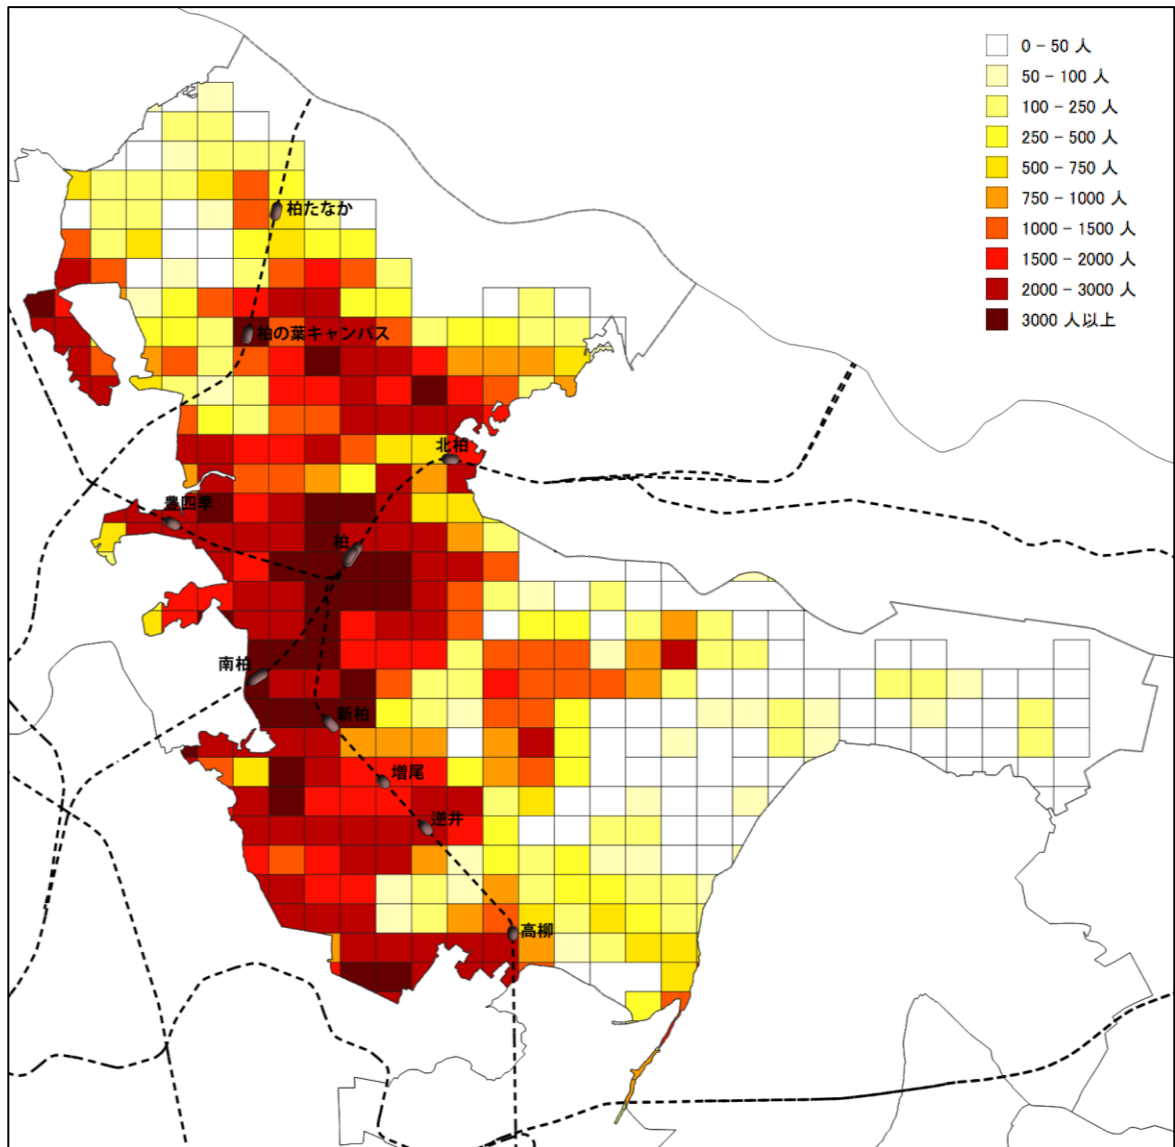 0 - 50 人
50 - 100 人
100 - 250 人
250 - 500 人
500 - 750 人
750 - 1000 人
1000 - 1500 人
1500 - 2000 人
2000 - 3000 人
3000 人以上
柏たなか
柏の葉キャンパス
北柏
豊四季
柏
南柏
新柏
増尾
逆井
高柳